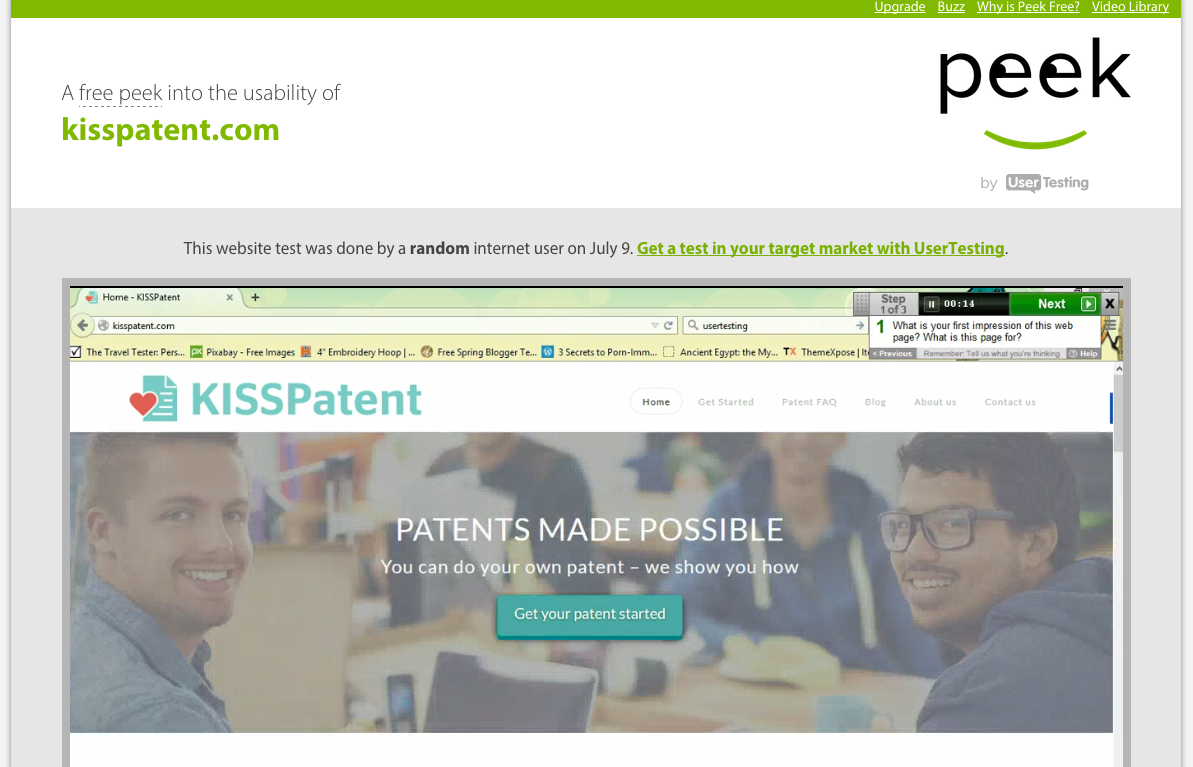 Upgrade Buzz Why is Peek Free? Video Library
peek
A free peek into the usability of
kisspatent.com
by UserTesting
This website test was done by a random internet user on July 9. Get a test in your target market with UserTesting.
Home - KISSPatent
Step
1 of 3
00:14
Next
X
kisspatent.com
usertesting
1 What is your first impression of this web
page? What is this page for?
< Previous Remember: Tell us what you're thinking Help
The Travel Tester: Pers... Pixabay - Free Images 4" Embroidery Hoop | ... Free Spring Blogger Te... 3 Secrets to Porn-Imm... Ancient Egypt: the My... TX ThemeXpose | Ite
KISSPatent
Home Get Started Patent FAQ Blog About us Contact us
PATENTS MADE POSSIBLE
You can do your own patent – we show you how
Get your patent started